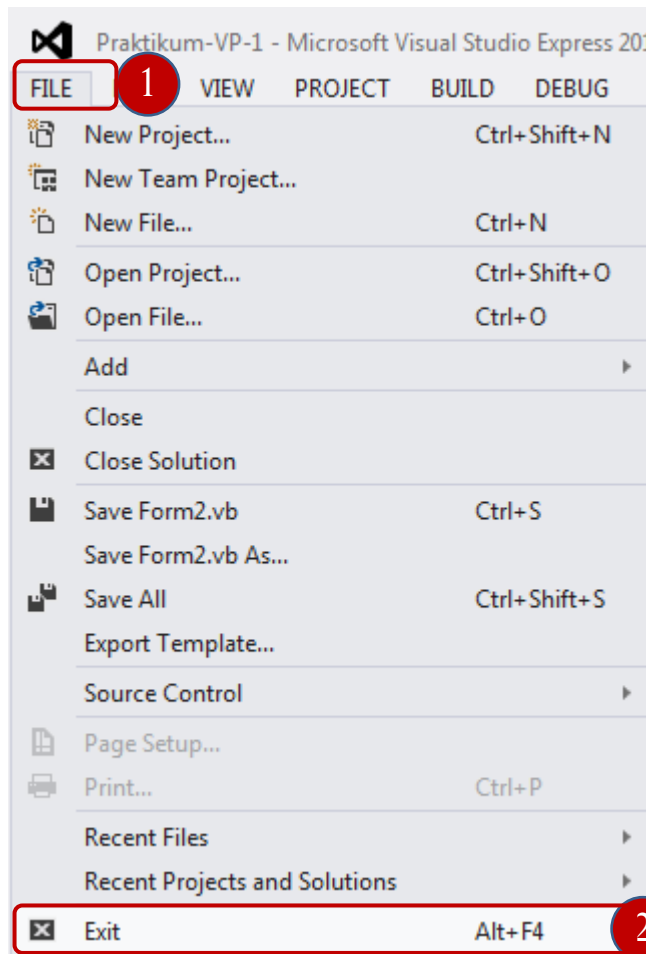 Praktikum-VP-1 - Microsoft Visual Studio Express 201
FILE 1 VIEW PROJECT BUILD DEBUG
New Project... Ctrl+Shift+N
New Team Project...
New File... Ctrl+N
Open Project... Ctrl+Shift+O
Open File... Ctrl+O
Add
Close
Close Solution
Save Form2.vb Ctrl+S
Save Form2.vb As...
Save All Ctrl+Shift+S
Export Template...
Source Control
Page Setup...
Print... Ctrl+P
Recent Files
Recent Projects and Solutions
Exit Alt+F4 2